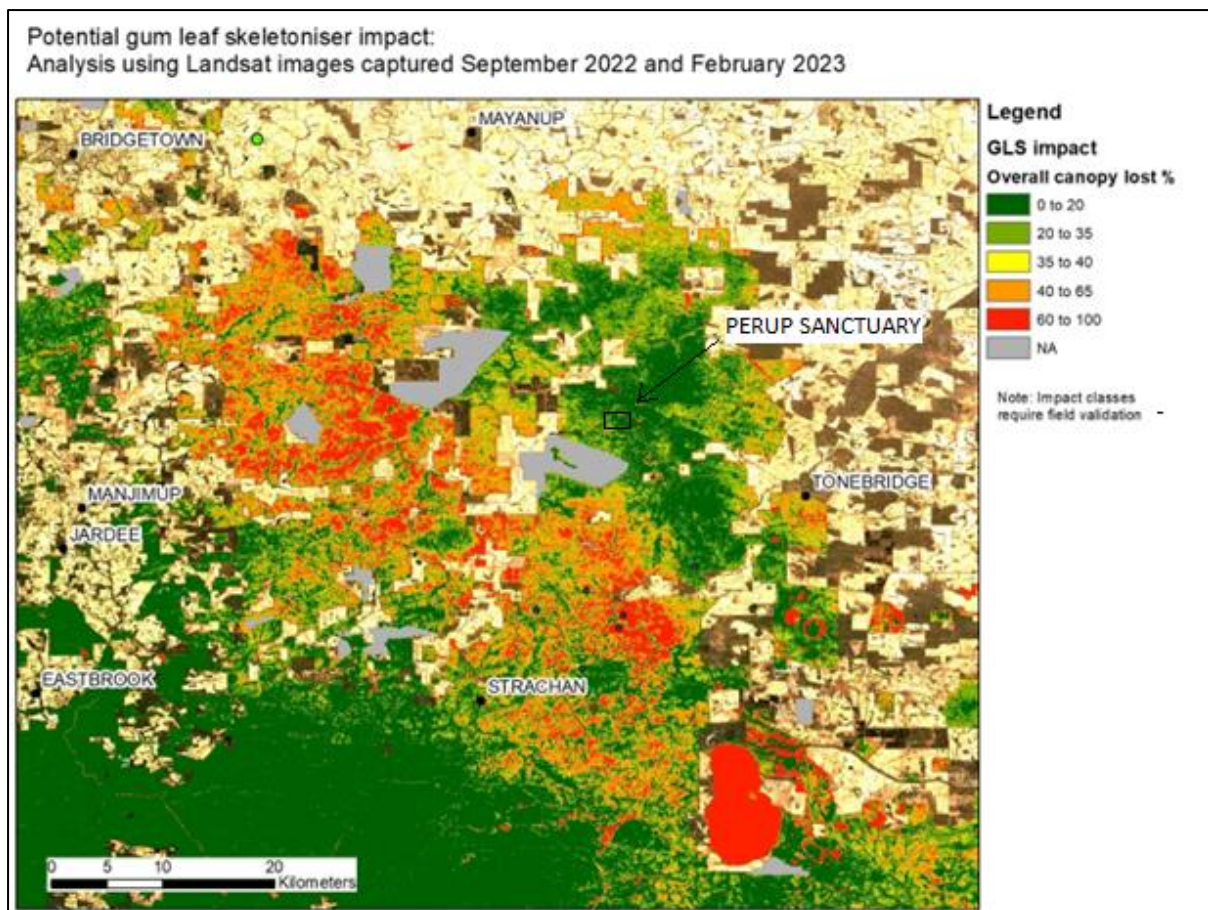 Potential gum leaf skeletoniser impact:
Analysis using Landsat images captured September 2022 and February 2023
BRIDGETOWN
MAYANUP
PERUP SANCTUARY
MANJIMUP
JARDEE
TONEBRIDGE
EASTBROOK
STRACHAN
0 5 10 20
Kilometers
Legend
GLS impact
Overall canopy lost %
0 to 20
20 to 35
35 to 40
40 to 65
60 to 100
NA
Note: Impact classes
require field validation -